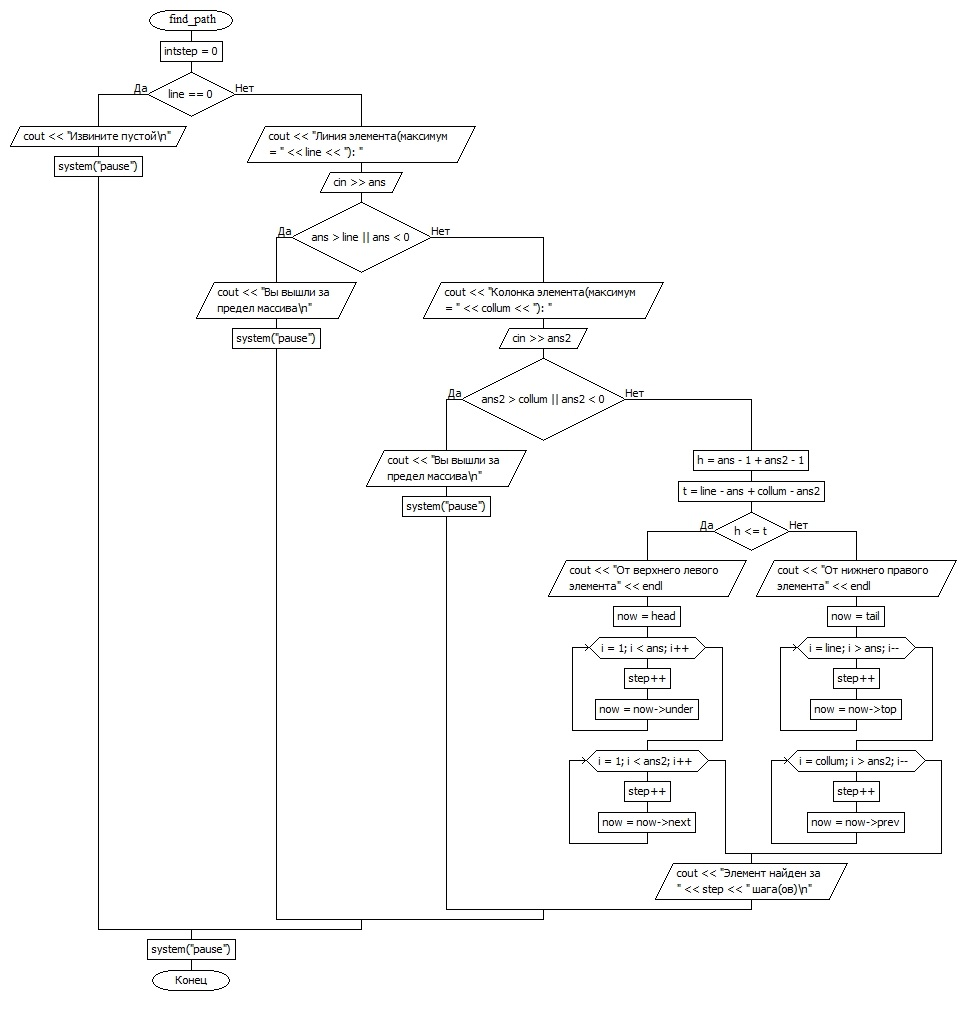 find_path
intstep = 0
line == 0
Да
Нет
cout << "Извините пустой\n"
system("pause")
cout << "Линия элемента(максимум
= " << line << "): "
cin >> ans
ans > line || ans < 0
Да
Нет
cout << "Вы вышли за
предел массива\n"
system("pause")
cout << "Колонка элемента(максимум
= " << collum << "): "
cin >> ans2
ans2 > collum || ans2 < 0
Да
Нет
cout << "Вы вышли за
предел массива\n"
system("pause")
h = ans - 1 + ans2 - 1
t = line - ans + collum - ans2
h <= t
Да
Нет
cout << "От верхнего левого
элемента" << endl
now = head
i = 1; i < ans; i++
step++
now = now->under
i = 1; i < ans2; i++
step++
now = now->next
cout << "От нижнего правого
элемента" << endl
now = tail
i = line; i > ans; i--
step++
now = now->top
i = collum; i > ans2; i--
step++
now = now->prev
cout << "Элемент найден за
" << step << " шага(ов)\n"
system("pause")
Конец